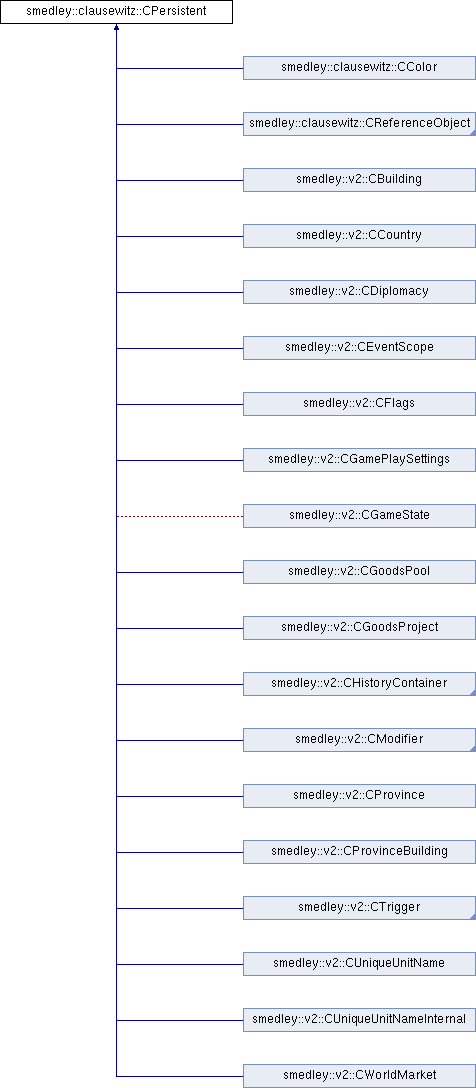 smedley::clausewitz::CPersistent
smedley::clausewitz::CColor
smedley::clausewitz::CReferenceObject
smedley::v2::CBuilding
smedley::v2::CCountry
smedley::v2::CDiplomacy
smedley::v2::CEventScope
smedley::v2::CFlags
smedley::v2::CGamePlaySettings
smedley::v2::CGameState
smedley::v2::CGoodsPool
smedley::v2::CGoodsProject
smedley::v2::CHistoryContainer
smedley::v2::CModifier
smedley::v2::CProvince
smedley::v2::CProvinceBuilding
smedley::v2::CTrigger
smedley::v2::CUniqueUnitName
smedley::v2::CUniqueUnitNameInternal
smedley::v2::CWorldMarket